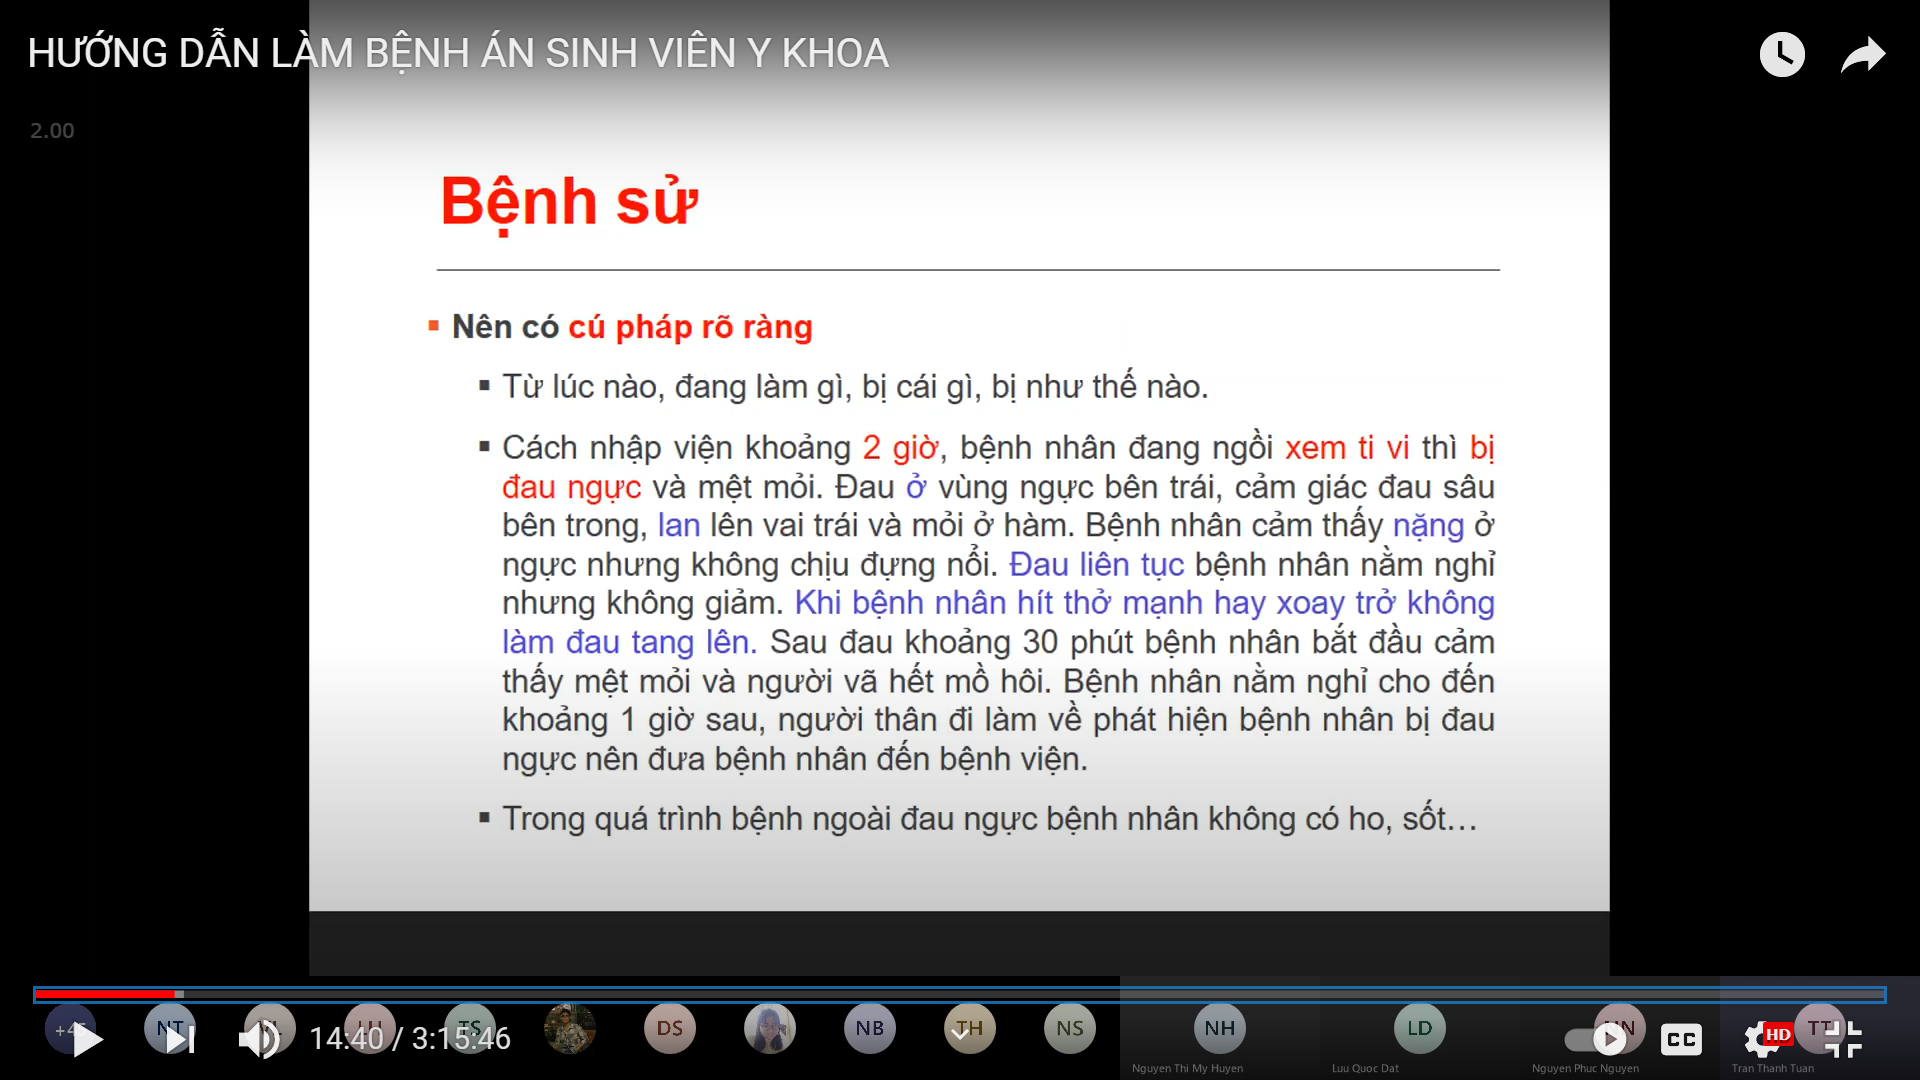 HƯỚNG DẪN LÀM BỆNH ÁN SINH VIÊN Y KHOA
2.00
Bệnh sử
Nên có cú pháp rõ ràng
Từ lúc nào, đang làm gì, bị cái gì, bị như thế nào.
Cách nhập viện khoảng 2 giờ, bệnh nhân đang ngồi xem ti vi thì bị
đau ngực và mệt mỏi. Đau ở vùng ngực bên trái, cảm giác đau sâu
bên trong, lan lên vai trái và mỏi ở hàm. Bệnh nhân cảm thấy nặng ở
ngực nhưng không chịu đựng nổi. Đau liên tục bệnh nhân nằm nghỉ
nhưng không giảm. Khi bệnh nhân hít thở mạnh hay xoay trở không
làm đau tang lên. Sau đau khoảng 30 phút bệnh nhân bắt đầu cảm
thấy mệt mỏi và người vã hết mồ hôi. Bệnh nhân nằm nghỉ cho đến
khoảng 1 giờ sau, người thân đi làm về phát hiện bệnh nhân bị đau
ngực nên đưa bệnh nhân đến bệnh viện.
Trong quá trình bệnh ngoài đau ngực bệnh nhân không có ho, sốt...
NT TS DS NB TH NS NH LD TT
14:40 / 3:15:46
CC HD
Nguyen Thi My Huyen Luu Quoc Dat Nguyen Phuc Nguyen Tran Thanh Tuan